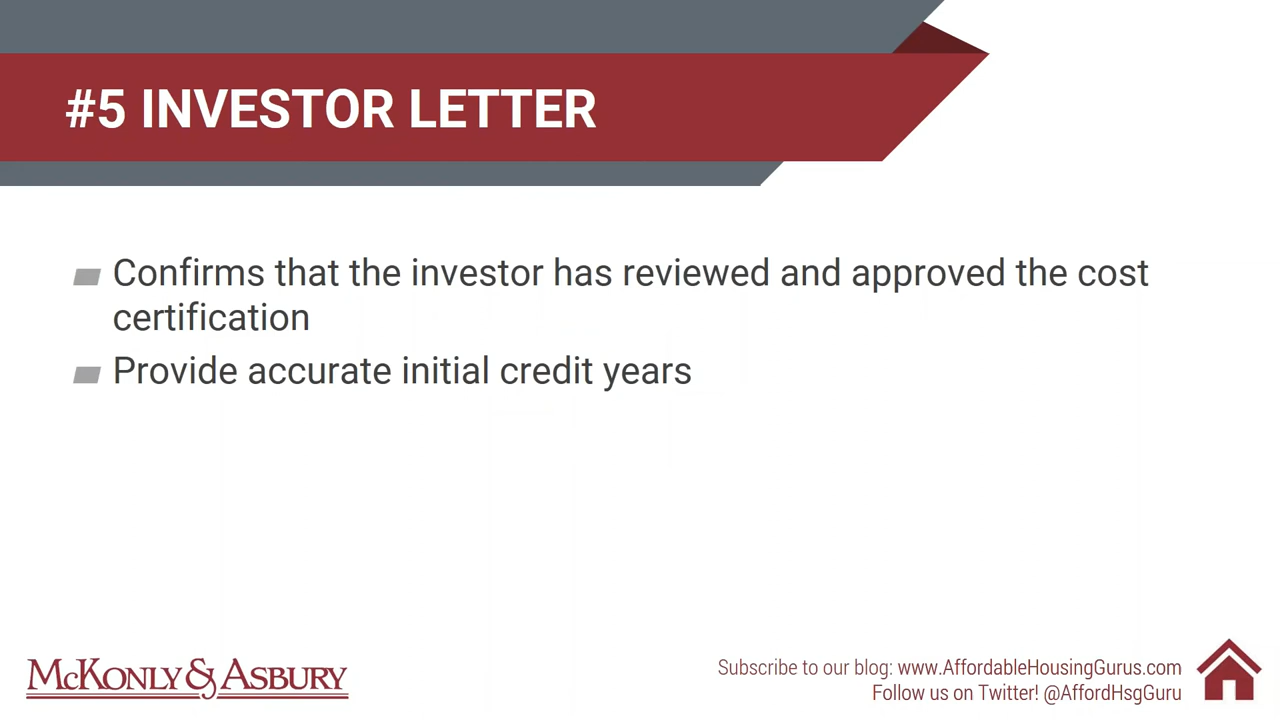 #5 INVESTOR LETTER
Confirms that the investor has reviewed and approved the cost
certification
Provide accurate initial credit years
McKonly & Asbury
Subscribe to our blog: www.AffordableHousingGurus.com
Follow us on Twitter! @AffordHsgGuru